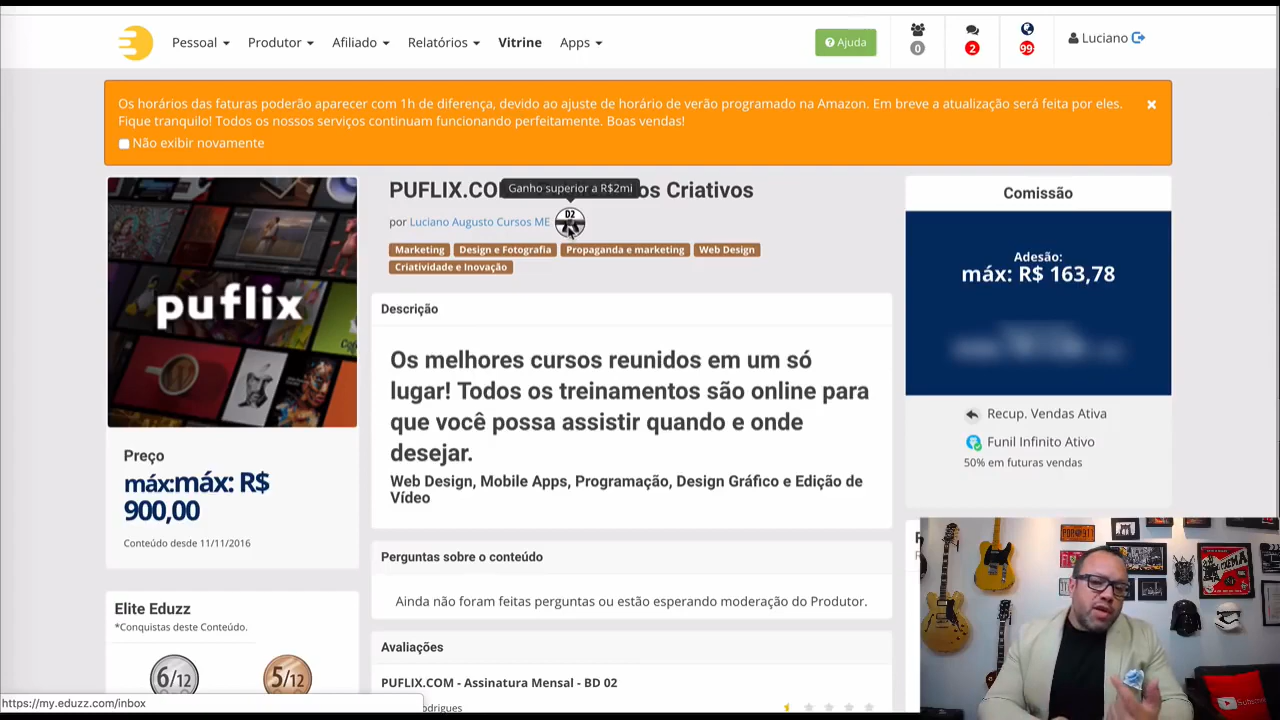 Pessoal Produtor Afiliado Relatórios Vitrine Apps
Ajuda
0
2
99
Luciano
Os horários das faturas poderão aparecer com 1h de diferença, devido ao ajuste de horário de verão programado na Amazon. Em breve a atualização será feita por eles.
Fique tranquilo! Todos os nossos serviços continuam funcionando perfeitamente. Boas vendas!
Não exibir novamente
puflix
Preço
máx:máx: R$
900,00
Conteúdo desde 11/11/2016
Elite Eduzz
*Conquistas deste Conteúdo.
6/12
5/12
PUFLIX.CO
os Criativos
Ganho superior a R$2mi
por Luciano Augusto Cursos ME
D2
Marketing Design e Fotografia Propaganda e marketing Web Design
Criatividade e Inovação
Descrição
Os melhores cursos reunidos em um só
lugar! Todos os treinamentos são online para
que você possa assistir quando e onde
desejar.
Web Design, Mobile Apps, Programação, Design Gráfico e Edição de
Vídeo
Perguntas sobre o conteúdo
Ainda não foram feitas perguntas ou estão esperando moderação do Produtor.
Avaliações
PUFLIX.COM - Assinatura Mensal - BD 02
odrigues
Comissão
Adesão:
máx: R$ 163,78
Recup. Vendas Ativa
Funil Infinito Ativo
50% em futuras vendas
https://my.eduzz.com/inbox